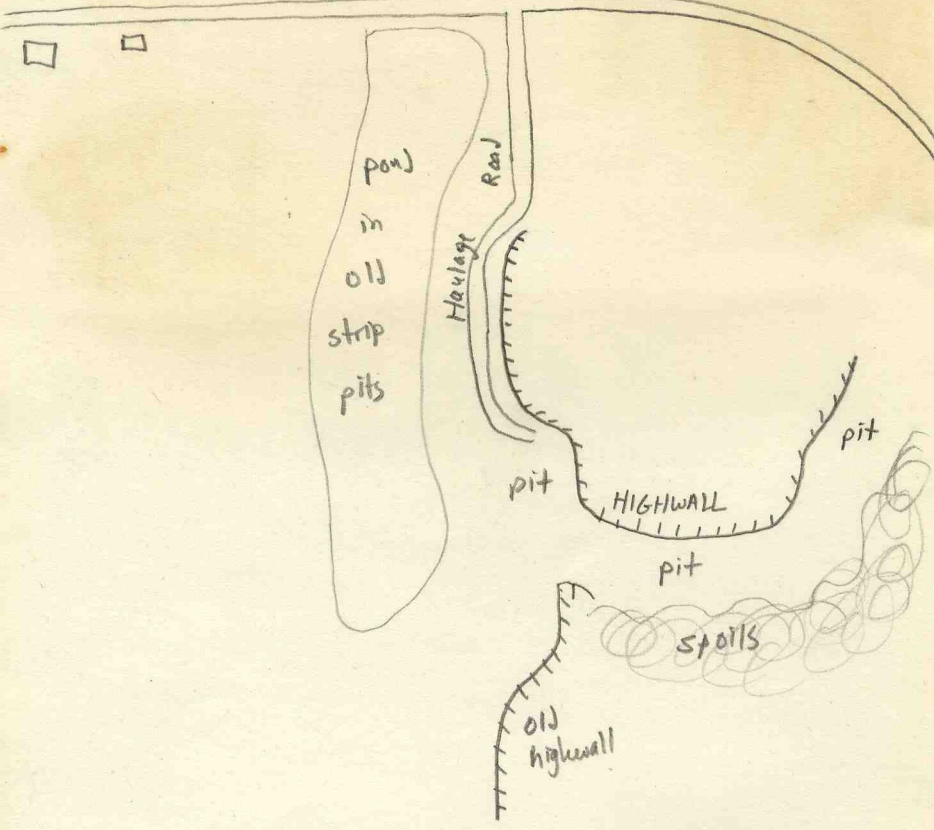 pond
in
old
strip
pits
Haulage Road
pit
HIGHWALL
pit
pit
spoils
old
highwall